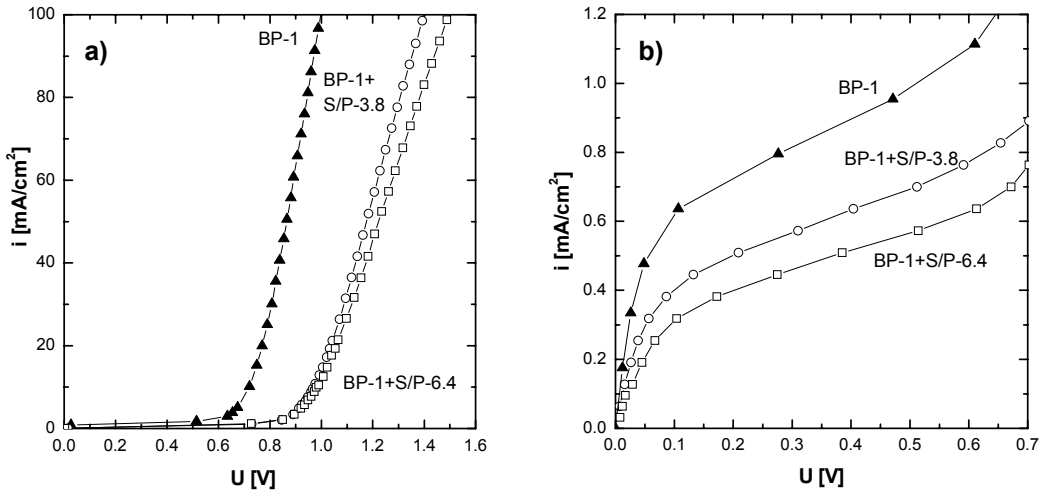 a)
BP-1
BP-1+
S/P-3.8
BP-1+S/P-6.4
i [mA/cm²]
100
80
60
40
20
0
0.0 0.2 0.4 0.6 0.8 1.0 1.2 1.4 1.6
U [V]
b)
BP-1
BP-1+S/P-3.8
BP-1+S/P-6.4
i [mA/cm²]
1.2
1.0
0.8
0.6
0.4
0.2
0.0
0.0 0.1 0.2 0.3 0.4 0.5 0.6 0.7
U [V]